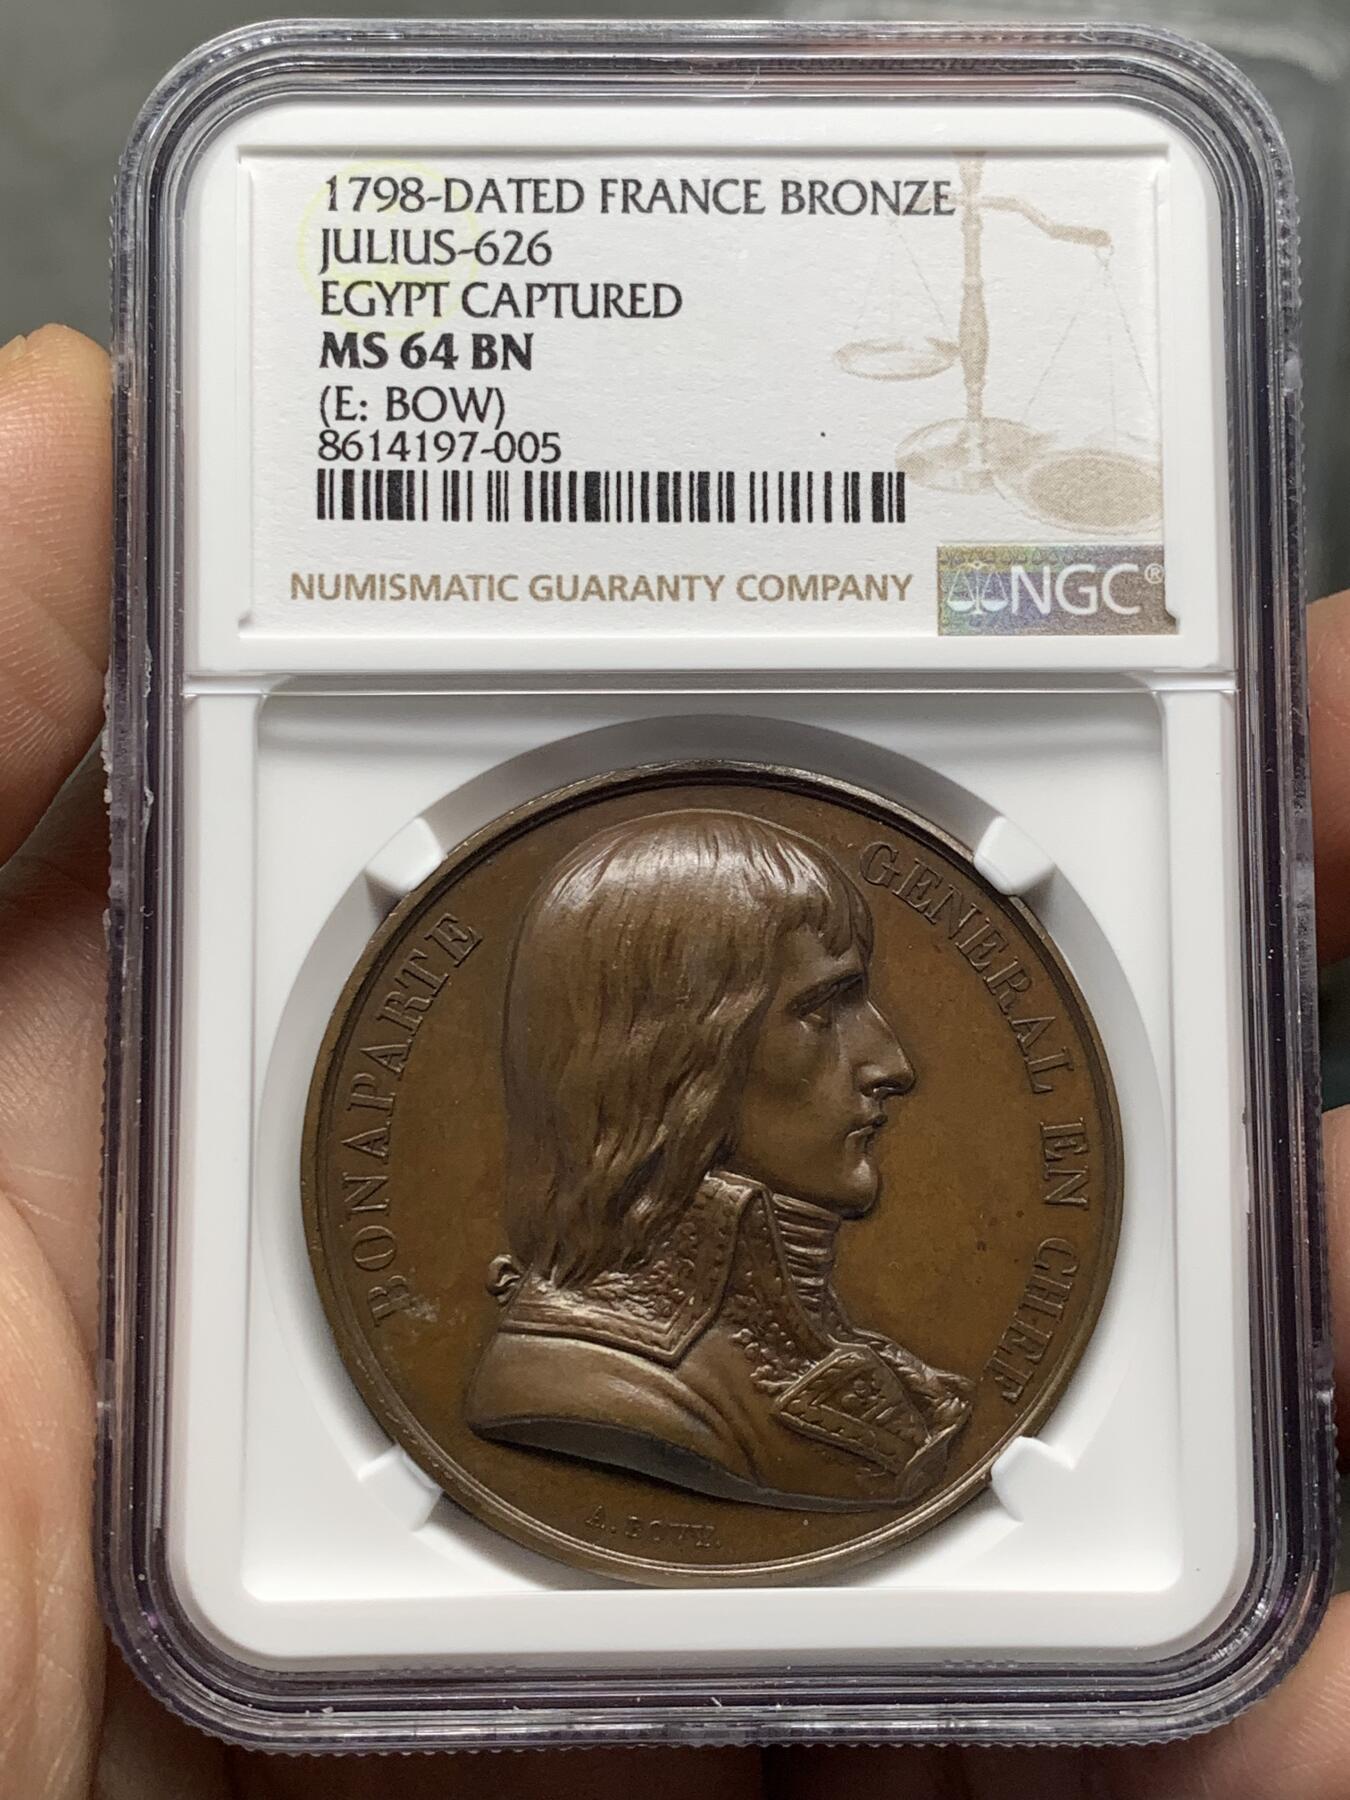 1798-DATED FRANCE BRONZE
JULIUS-626
EGYPT CAPTURED
MS 64 BN
(E: BOW)
8614197-005
NUMISMATIC GUARANTY COMPANY
NGC®
BONAPARTE GENERAL EN CHEF
A. BOVY.